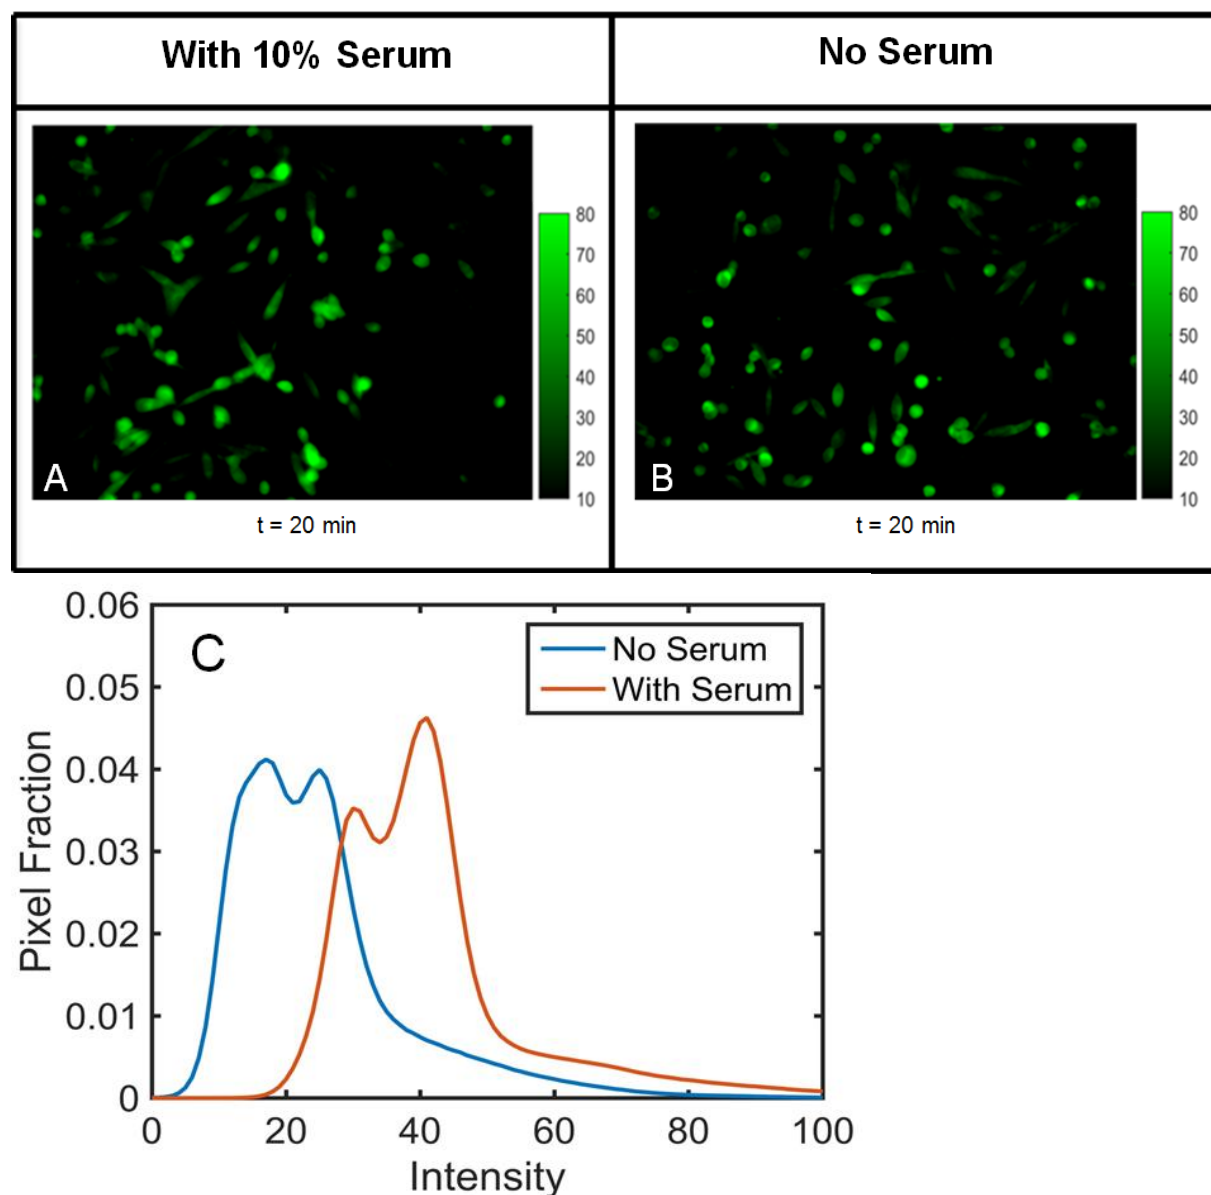 With 10% Serum
No Serum
80
70
60
50
40
30
20
10
A
80
70
60
50
40
30
20
10
B
t = 20 min
t = 20 min
C
No Serum
With Serum
0.06
0.05
0.04
0.03
0.02
0.01
0
Pixel Fraction
0 20 40 60 80 100
Intensity